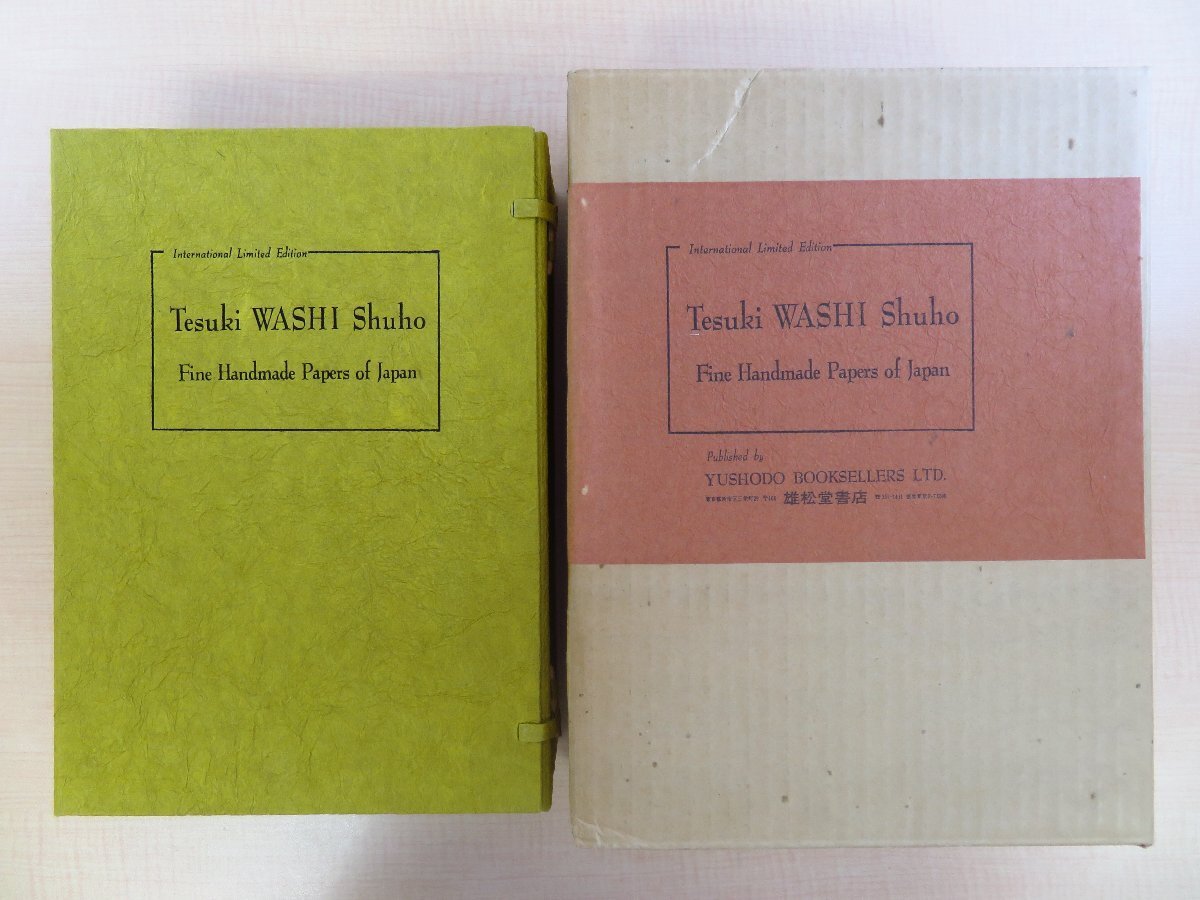 International Limited Edition
Tesuki WASHI Shuho
Fine Handmade Papers of Japan
International Limited Edition
Tesuki WASHI Shuho
Fine Handmade Papers of Japan
Published by
YUSHODO BOOKSELLERS LTD.
雄松堂書店